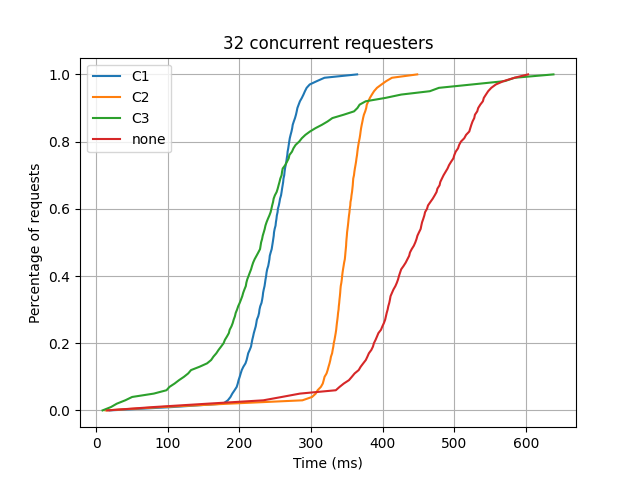 32 concurrent requesters
C1
C2
C3
none
Percentage of requests
1.0
0.8
0.6
0.4
0.2
0.0
0 100 200 300 400 500 600
Time (ms)